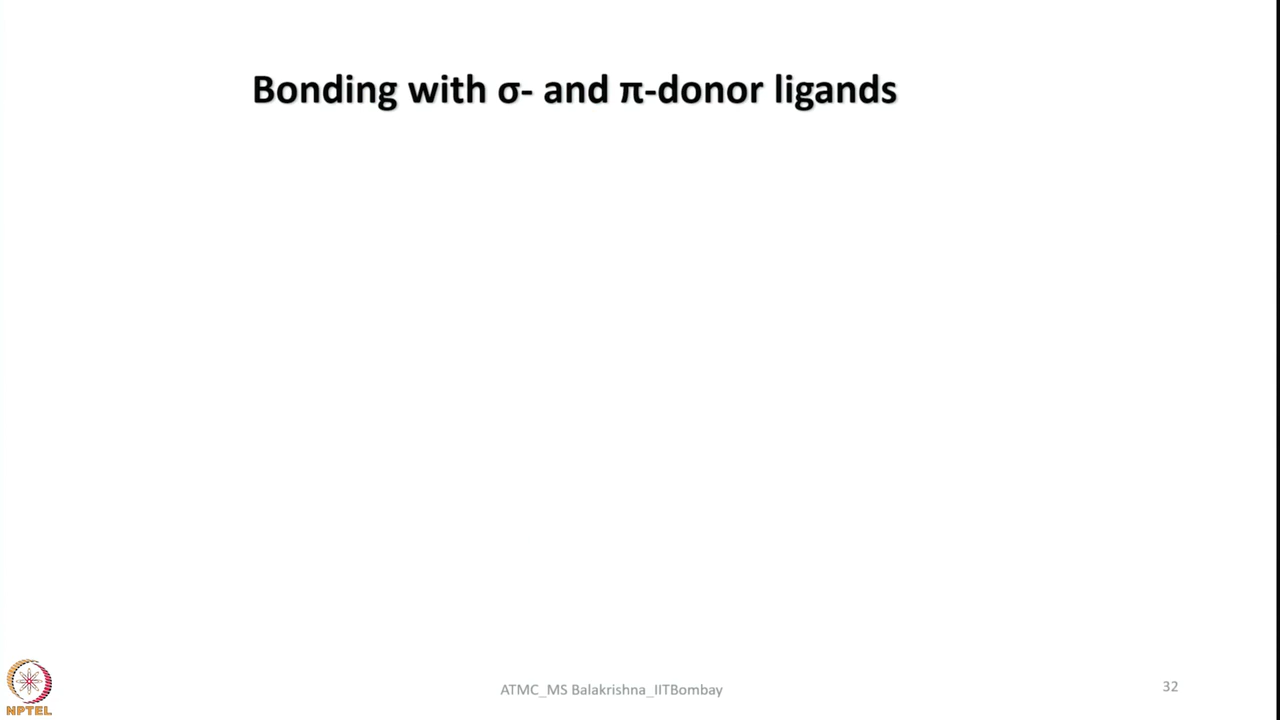 Bonding with σ- and π-donor ligands
ATMC_MS Balakrishna_IITBombay
32
NPTEL